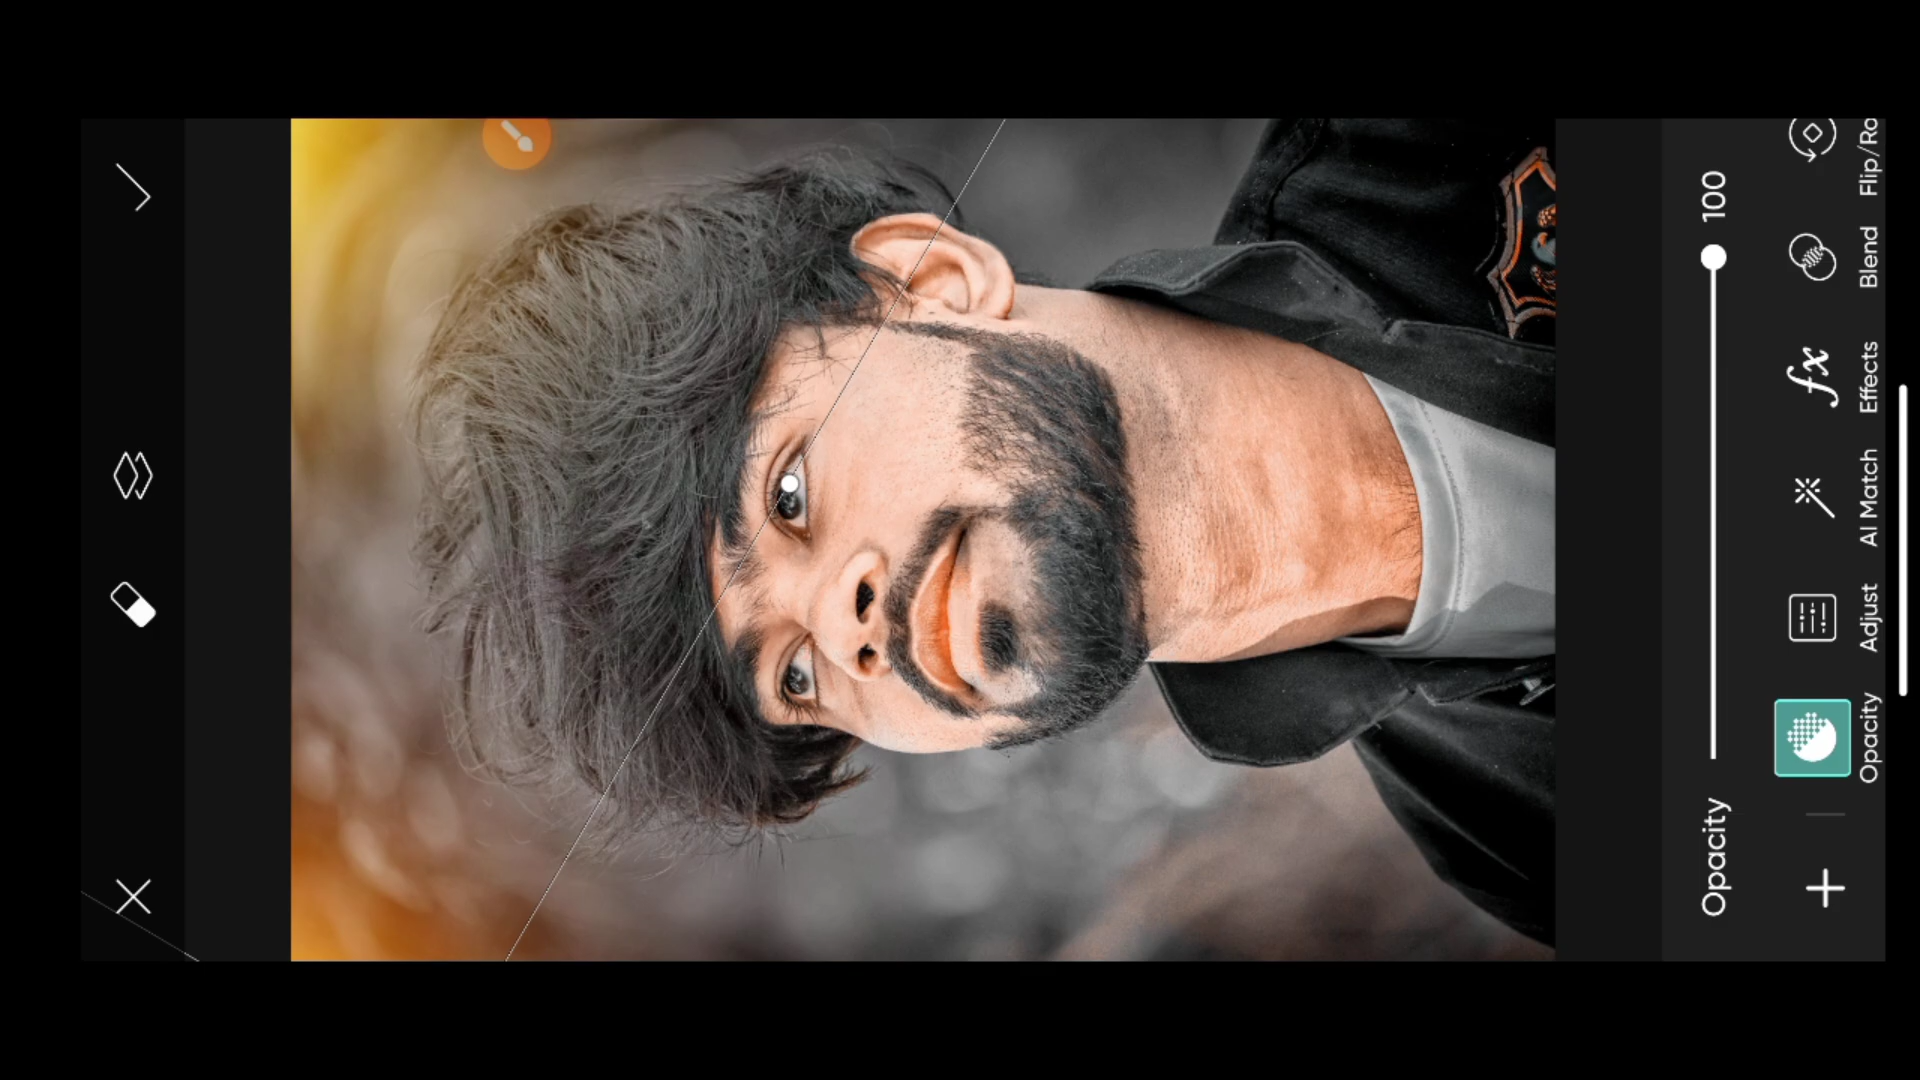 Opacity 100
Opacity
Adjust
AI Match
Effects
Blend
Flip/Ro